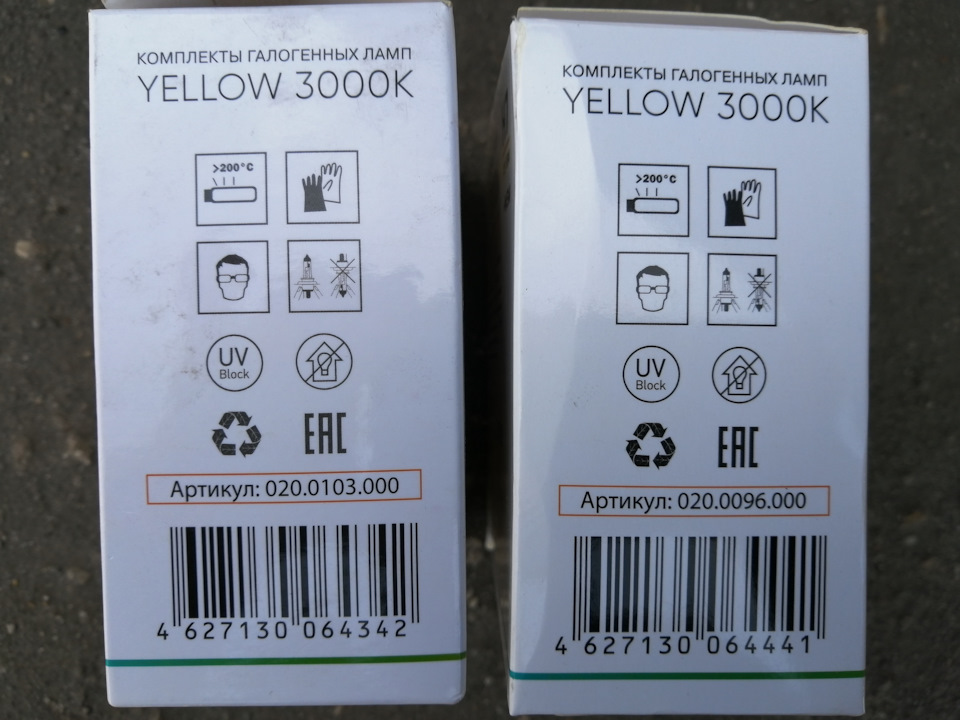 КОМПЛЕКТЫ ГАЛОГЕННЫХ ЛАМП
YELLOW 3000K
>200°C
UV
Block
EAC
Артикул: 020.0103.000
4 627130 064342
КОМПЛЕКТЫ ГАЛОГЕННЫХ ЛАМП
YELLOW 3000K
>200°C
UV
Block
EAC
Артикул: 020.0096.000
4 627130 064441